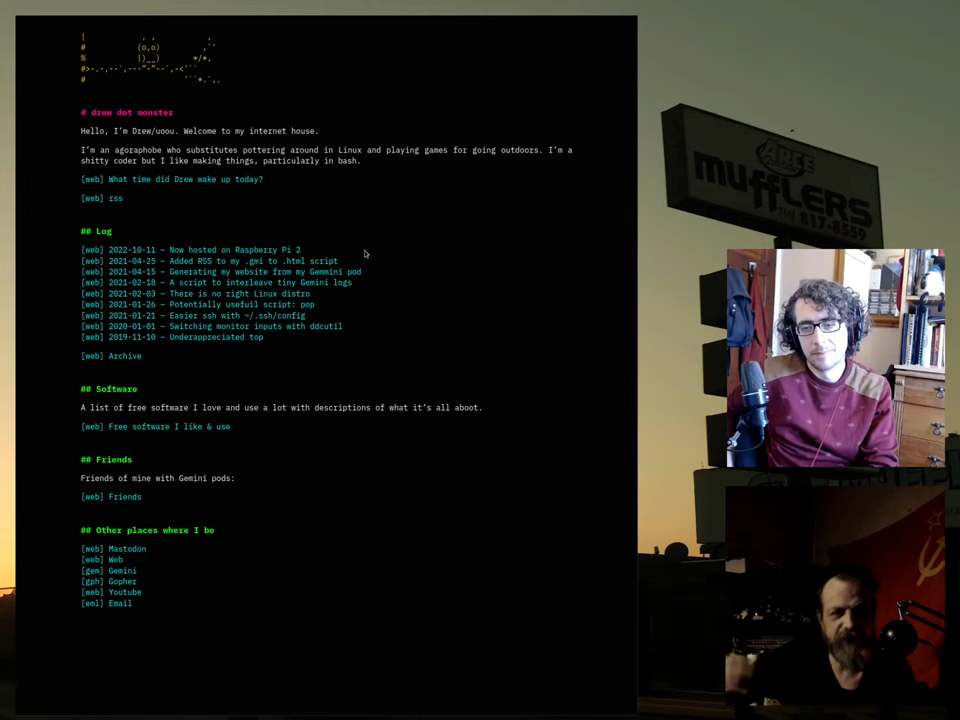 # drew dot monster
Hello, I'm Drew/uoou. Welcome to my internet house.
I'm an agoraphobe who substitutes pottering around in Linux and playing games for going outdoors. I'm a
shitty coder but I like making things, particularly in bash.
[web] What time did Drew wake up today?
[web] rss
## Log
[web] 2022-10-11 – Now hosted on Raspberry Pi 2
[web] 2021-04-25 – Added RSS to my .gmi to .html script
[web] 2021-04-15 – Generating my website from my Gemmini pod
[web] 2021-02-18 – A script to interleave tiny Gemini logs
[web] 2021-02-03 – There is no right Linux distro
[web] 2021-01-26 – Potentially usefuil script: pop
[web] 2021-01-21 – Easier ssh with ~/.ssh/config
[web] 2020-01-01 – Switching monitor inputs with ddcutil
[web] 2019-11-10 – Underappreciated top
[web] Archive
## Software
A list of free software I love and use a lot with descriptions of what it's all aboot.
[web] Free software I like & use
## Friends
Friends of mine with Gemini pods:
[web] Friends
## Other places where I be
[web] Mastodon
[web] Web
[gem] Gemini
[gph] Gopher
[web] Youtube
[eml] Email
muffLERS
817-8559